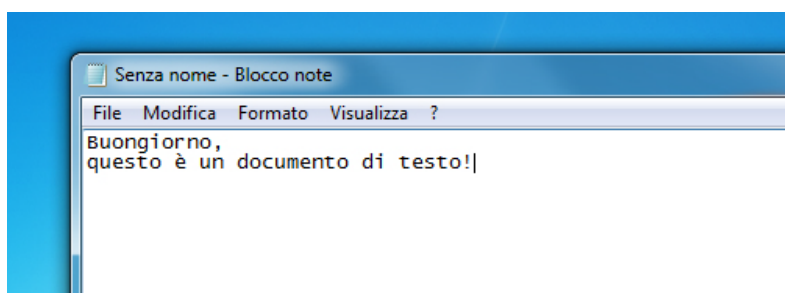 Senza nome - Blocco note
File Modifica Formato Visualizza ?
Buongiorno,
questo è un documento di testo!